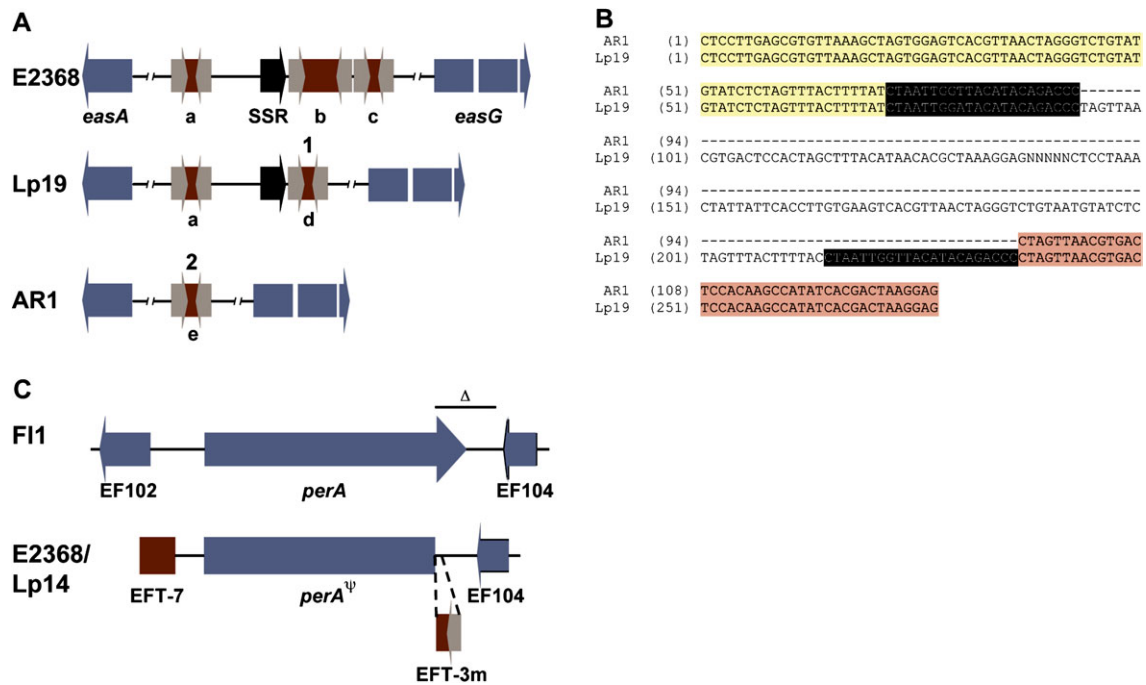 A
E2368
easA
a
SSR
b
c
easG
Lp19
1
a
d
AR1
2
e
B
AR1 (1) CTCCTTGAGCGTGTTAAAGCTAGTGGAGTCACGTTAACTAGGGTCTGTAT
Lp19 (1) CTCCTTGAGCGTGTTAAAGCTAGTGGAGTCACGTTAACTAGGGTCTGTAT
AR1 (51) GTATCTCTAGTTTACTTTTATCTAATTGGTTACATACAGACCC-------
Lp19 (51) GTATCTCTAGTTTACTTTTATCTAATTGGATACATACAGACCCTAGTTAA
AR1 (94) --------------------------------------------------
Lp19 (101) CGTGACTCCACTAGCTTTACATAACACGCTAAAGGAGNNNNNCTCCTAAA
AR1 (94) --------------------------------------------------
Lp19 (151) CTATTATTCACCTTGTGAAGTCACGTTAACTAGGGTCTGTAATGTATCTC
AR1 (94) ------------------------------------CTAGTTAACGTGAC
Lp19 (201) TAGTTTACTTTTACCTAATTGGTTACATACAGACCCCTAGTTAACGTGAC
AR1 (108) TCCACAAGCCATATCACGACTAAGGAG
Lp19 (251) TCCACAAGCCATATCACGACTAAGGAG
C
Fl1
Δ
EF102
perA
EF104
E2368/
Lp14
EFT-7
perAΨ
EF104
EFT-3m